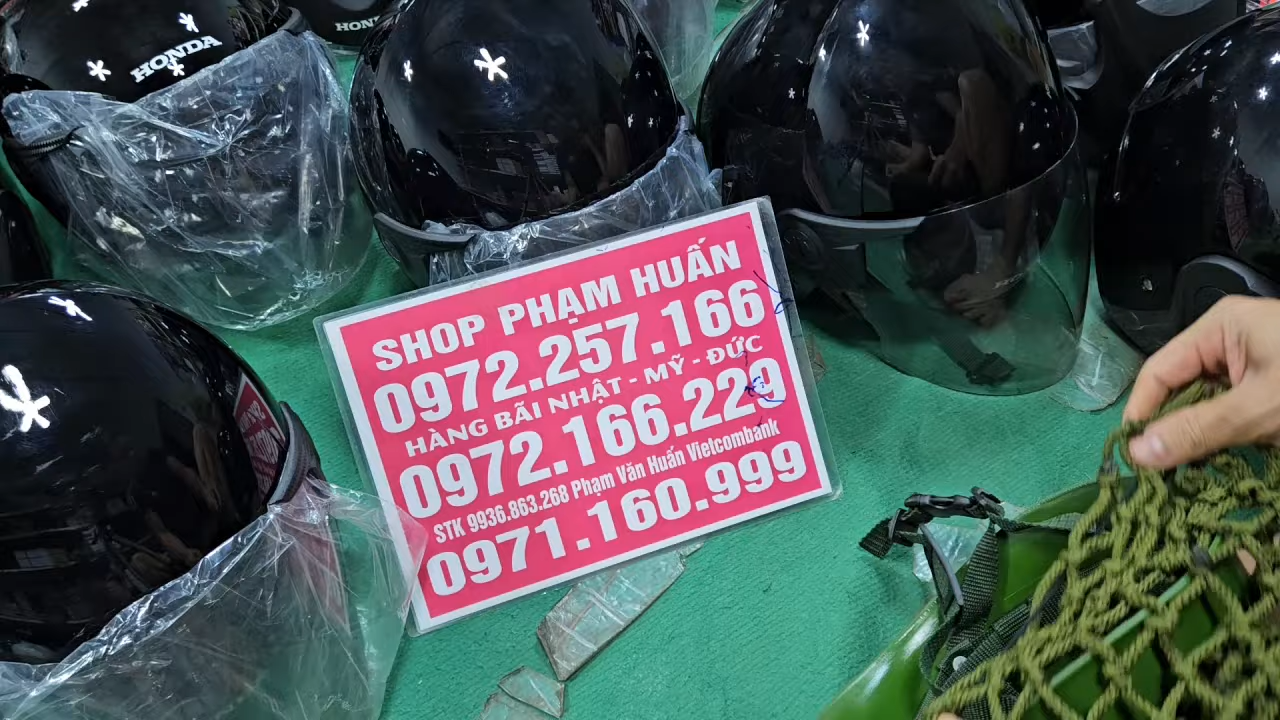 HONDA
HON
SHOP PHẠM HUẤN
0972.257.166
HÀNG BÃI NHẬT - MỸ - ĐỨC
0972.166.229
STK 9936.863.268 Phạm Văn Huấn Vietcombank
0971.160.999